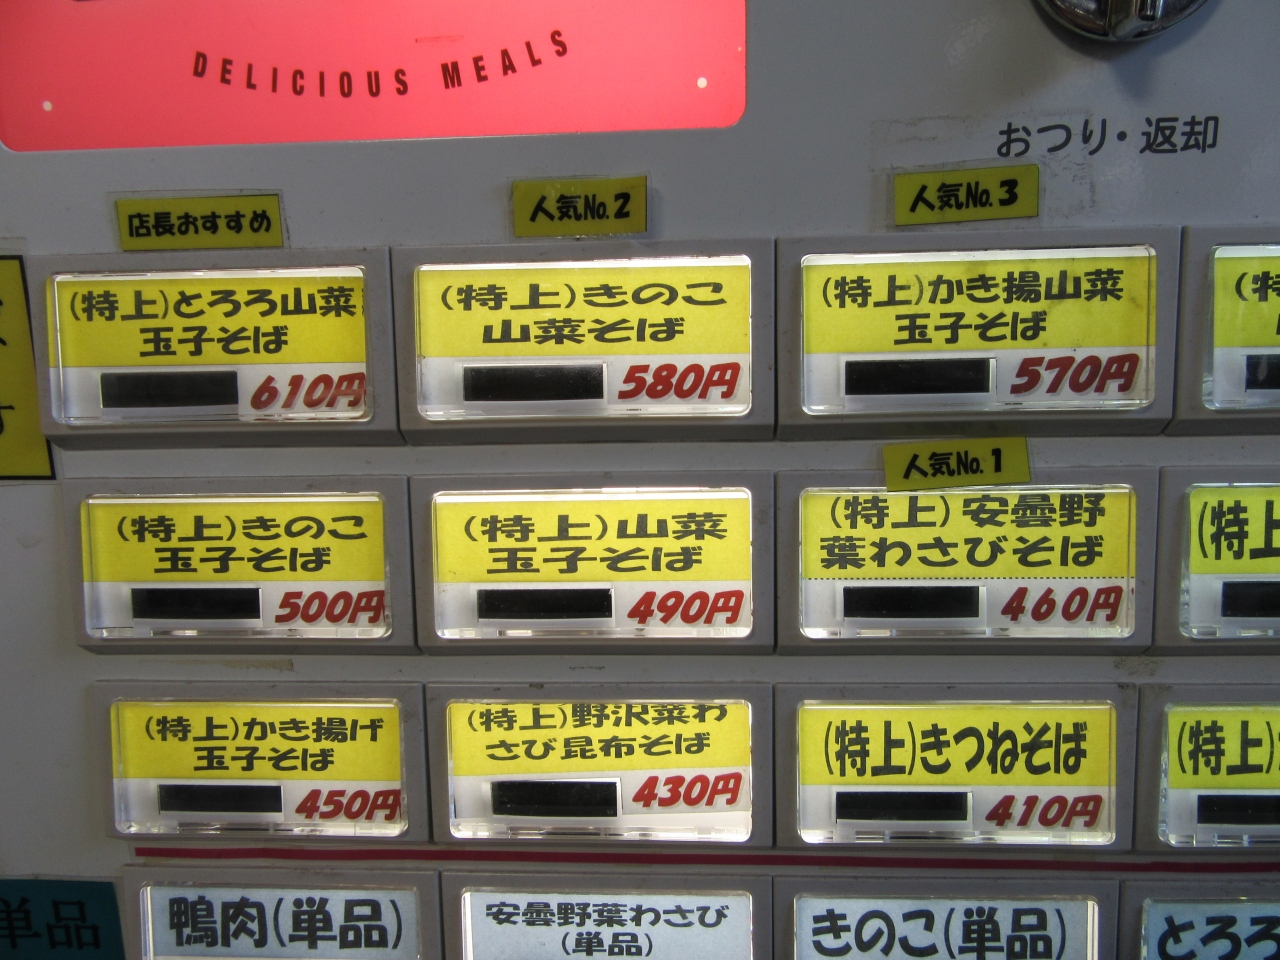 DELICIOUS MEALS
おつり・返却
店長おすすめ
人気No.2
人気No.3
(特上)とろろ山菜
玉子そば
610円
(特上)きのこ
山菜そば
580円
(特上)かき揚山菜
玉子そば
570円
人気No.1
(特上)きのこ
玉子そば
500円
(特上)山菜
玉子そば
490円
(特上)安曇野
葉わさびそば
460円
(特上)
(特上)かき揚げ
玉子そば
450円
(特上)野沢菜わ
さび昆布そば
430円
(特上)きつねそば
410円
(特上)
単品
鴨肉(単品)
安曇野葉わさび
(単品)
きのこ(単品)
とろろ